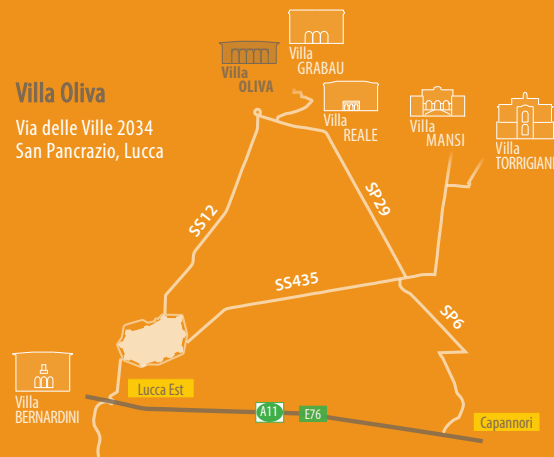 Villa Oliva
Via delle Ville 2034
San Pancrazio, Lucca
Villa
OLIVA
Villa
GRABAU
Villa
REALE
Villa
MANSI
Villa
TORRIGIANI
SS12
SP29
SS435
SP6
Villa
BERNARDINI
Lucca Est
A11
E76
Capannori